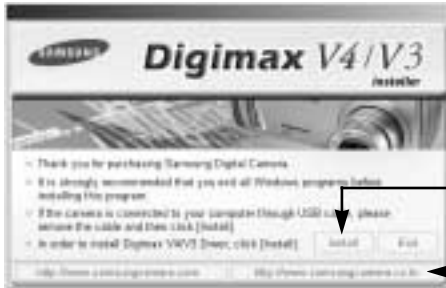 SAMSUNG
Digimax V4/V3
installer
Thank you for purchasing Samsung Digital Camera.
It is strongly recommended that you exit all Windows programs before
installing this program.
If the camera is connected to your computer through USB cable, please
remove the cable and then click [Install].
In order to install Digimax V4/V3 Driver, click [Install].
Install
Exit
http://www.samsungcamera.com
http://www.samsungcamera.co.kr